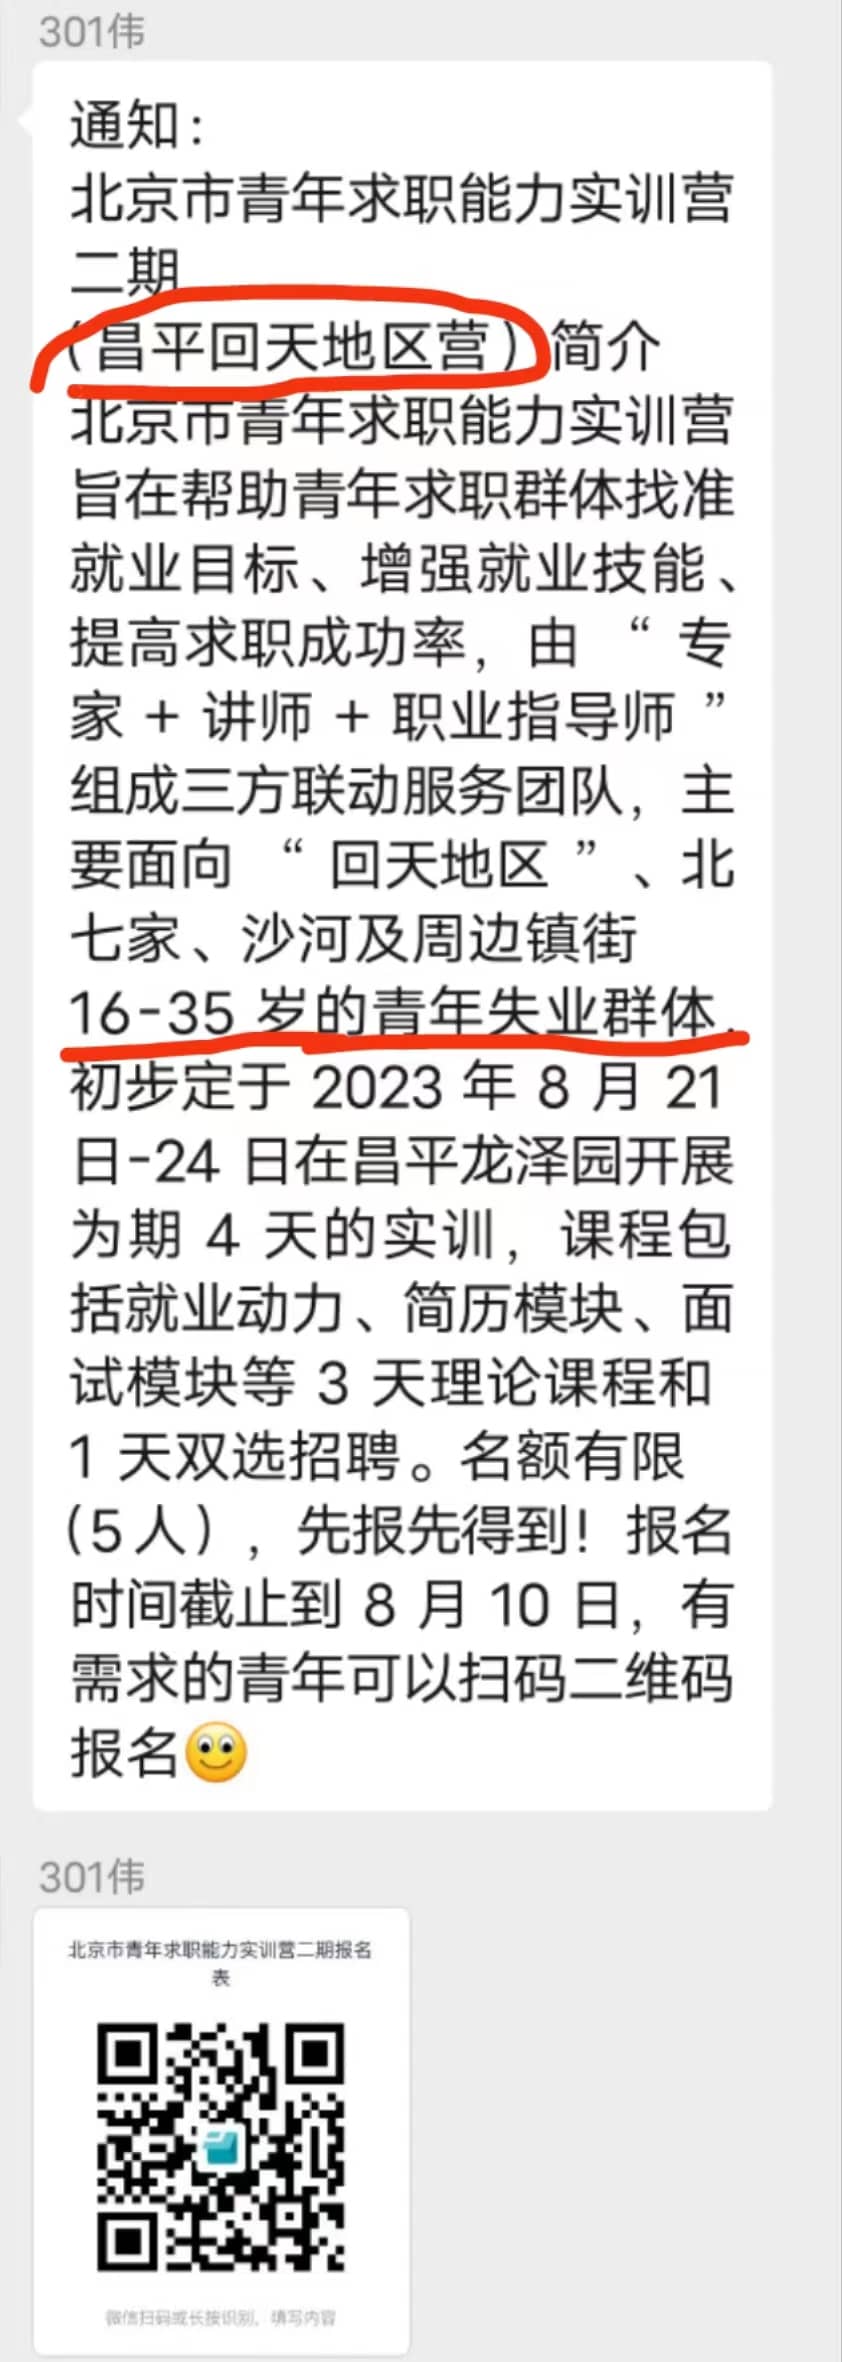 301伟
通知：
北京市青年求职能力实训营
二期
（昌平回天地区营）简介
北京市青年求职能力实训营
旨在帮助青年求职群体找准
就业目标、增强就业技能、
提高求职成功率，由 “ 专
家 + 讲师 + 职业指导师 ”
组成三方联动服务团队，主
要面向 “ 回天地区 ” 、北
七家、沙河及周边镇街
16-35 岁的青年失业群体.
初步定于 2023 年 8 月 21
日-24 日在昌平龙泽园开展
为期 4 天的实训，课程包
括就业动力、简历模块、面
试模块等 3 天理论课程和
1 天双选招聘。名额有限
（5人），先报先得到！报名
时间截止到 8 月 10 日，有
需求的青年可以扫码二维码
报名
301伟
北京市青年求职能力实训营二期报名
表
微信扫码或长按识别，填写内容